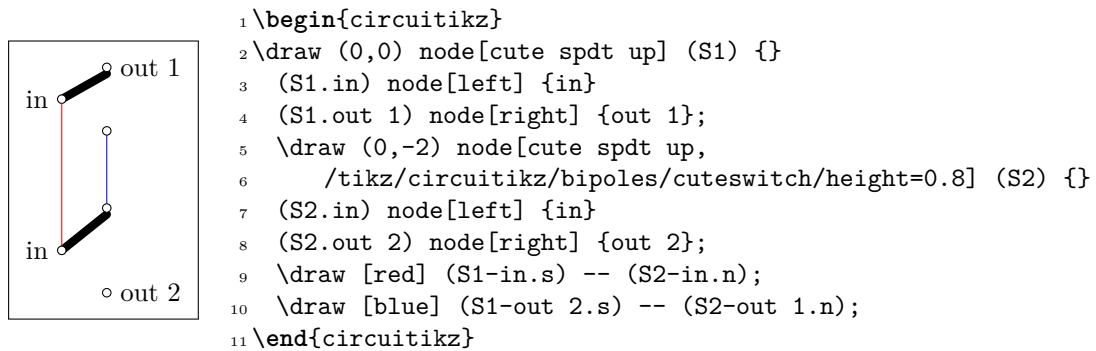 out 1
in
in
out 2
1 \begin{circuitikz}
2 \draw (0,0) node[cute spdt up] (S1) {}
3   (S1.in) node[left] {in}
4   (S1.out 1) node[right] {out 1};
5   \draw (0,-2) node[cute spdt up,
6       /tikz/circuitikz/bipoles/cuteswitch/height=0.8] (S2) {}
7   (S2.in) node[left] {in}
8   (S2.out 2) node[right] {out 2};
9   \draw [red] (S1-in.s) -- (S2-in.n);
10   \draw [blue] (S1-out 2.s) -- (S2-out 1.n);
11 \end{circuitikz}